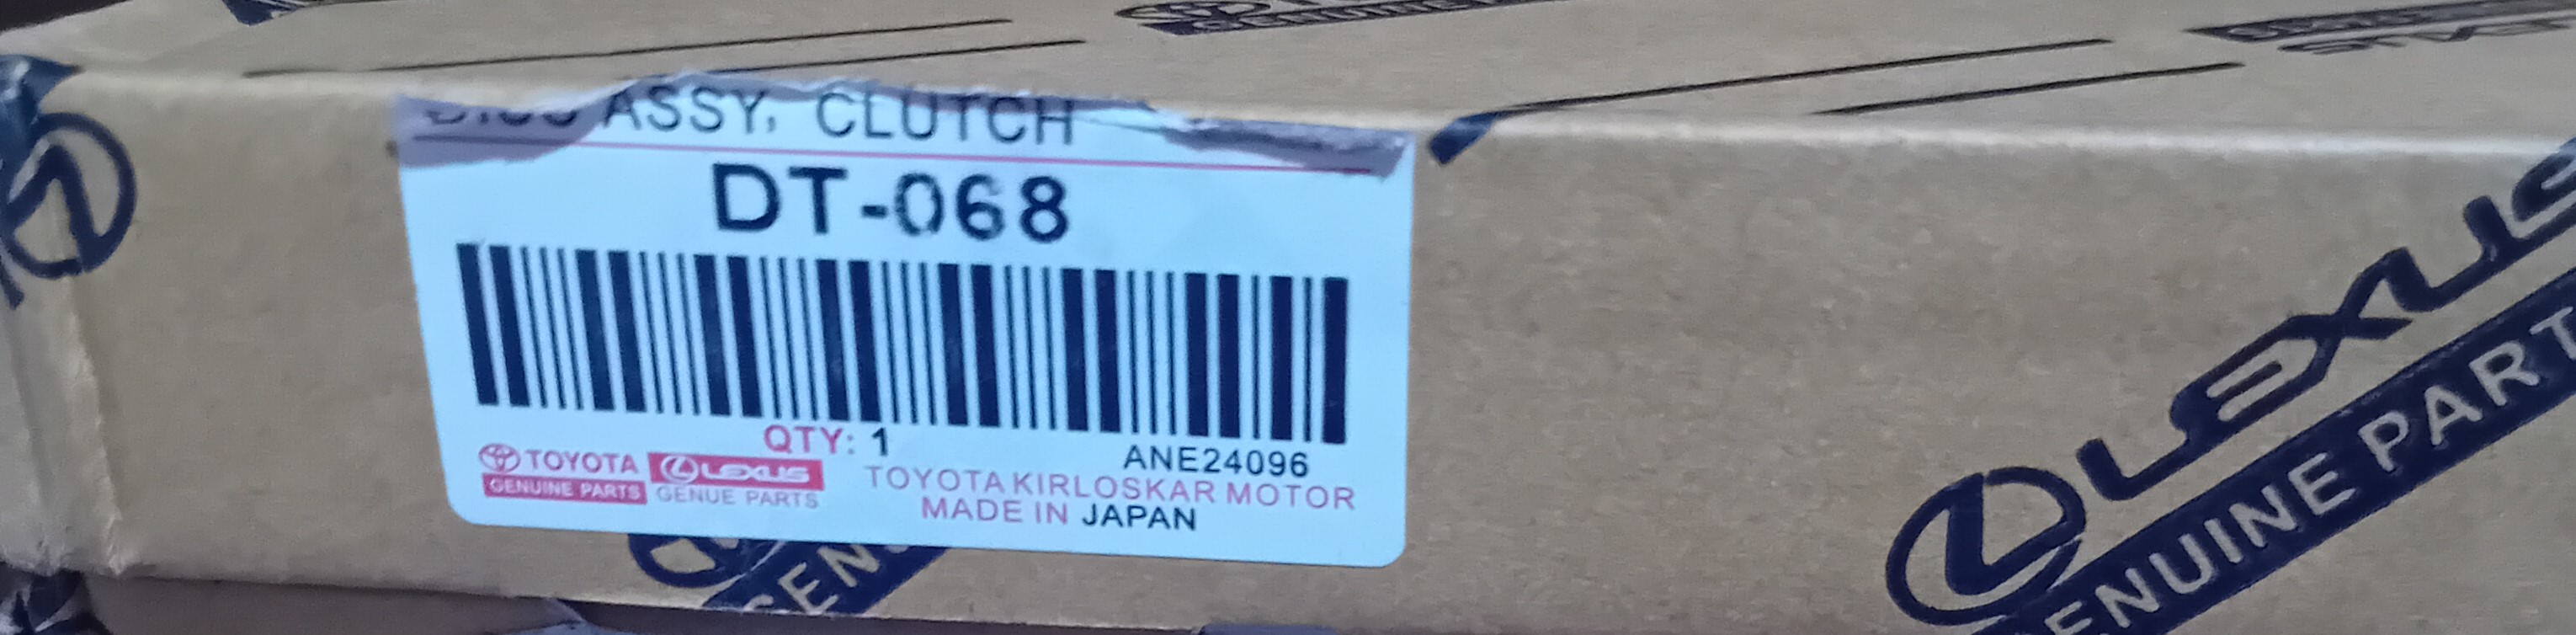 DISC ASSY, CLUTCH
DT-068
QTY: 1
ANE24096
TOYOTA
GENUINE PARTS
LEXUS
GENUE PARTS
TOYOTA KIRLOSKAR MOTOR
MADE IN JAPAN
LEXUS
GENUINE PART